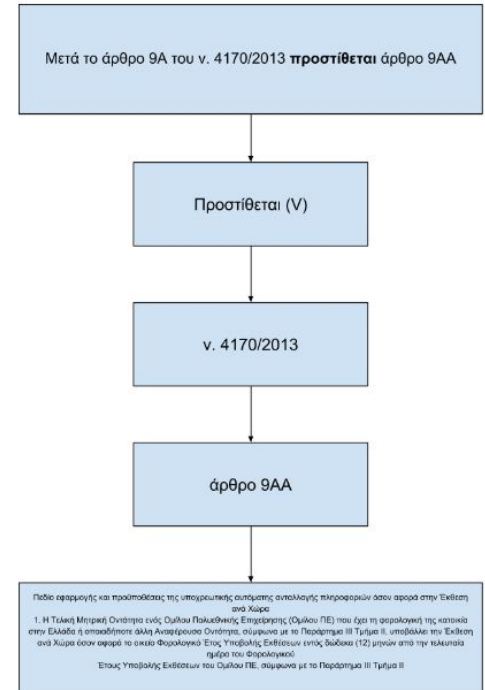 Μετά το άρθρο 9Α του ν. 4170/2013 προστίθεται άρθρο 9ΑΑ
Προστίθεται (V)
ν. 4170/2013
άρθρο 9ΑΑ
Πεδίο εφαρμογής και προϋποθέσεις της υποχρεωτικής αυτόματης ανταλλαγής πληροφοριών όσον αφορά στην Έκθεση
ανά Χώρα
1. Η Τελική Μητρική Οντότητα ενός Ομίλου Πολυεθνικής Επιχείρησης (Ομίλου ΠΕ) που έχει τη φορολογική της κατοικία
στην Ελλάδα ή οποιαδήποτε άλλη Αναφέρουσα Οντότητα, σύμφωνα με το Παράρτημα ΙΙΙ Τμήμα ΙΙ, υποβάλλει την Έκθεση
ανά Χώρα όσον αφορά το οικείο Φορολογικό Έτος Υποβολής Εκθέσεων εντός δώδεκα (12) μηνών από την τελευταία
ημέρα του Φορολογικού
Έτους Υποβολής Εκθέσεων του Ομίλου ΠΕ, σύμφωνα με το Παράρτημα ΙΙΙ Τμήμα ΙΙ